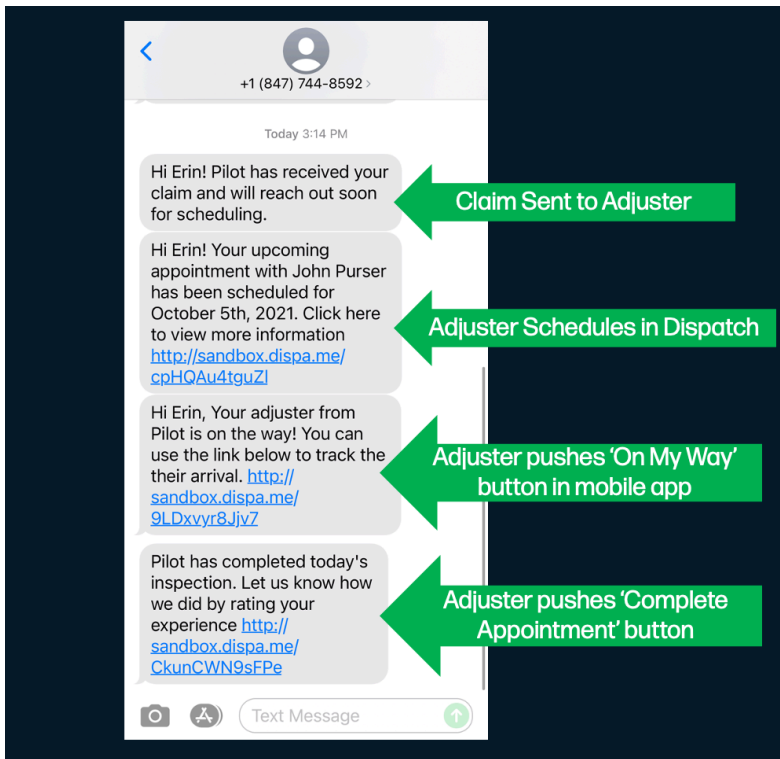 +1 (847) 744-8592
Today 3:14 PM
Hi Erin! Pilot has received your
claim and will reach out soon
for scheduling.
Claim Sent to Adjuster
Hi Erin! Your upcoming
appointment with John Purser
has been scheduled for
October 5th, 2021. Click here
to view more information
http://sandbox.dispa.me/
cpHQAu4tguZl
Adjuster Schedules in Dispatch
Hi Erin, Your adjuster from
Pilot is on the way! You can
use the link below to track the
their arrival. http://
sandbox.dispa.me/
9LDxvyr8Jjv7
Adjuster pushes ‘On My Way’
button in mobile app
Pilot has completed today's
inspection. Let us know how
we did by rating your
experience http://
sandbox.dispa.me/
CkunCWN9sFPe
Adjuster pushes ‘Complete
Appointment’ button
Text Message